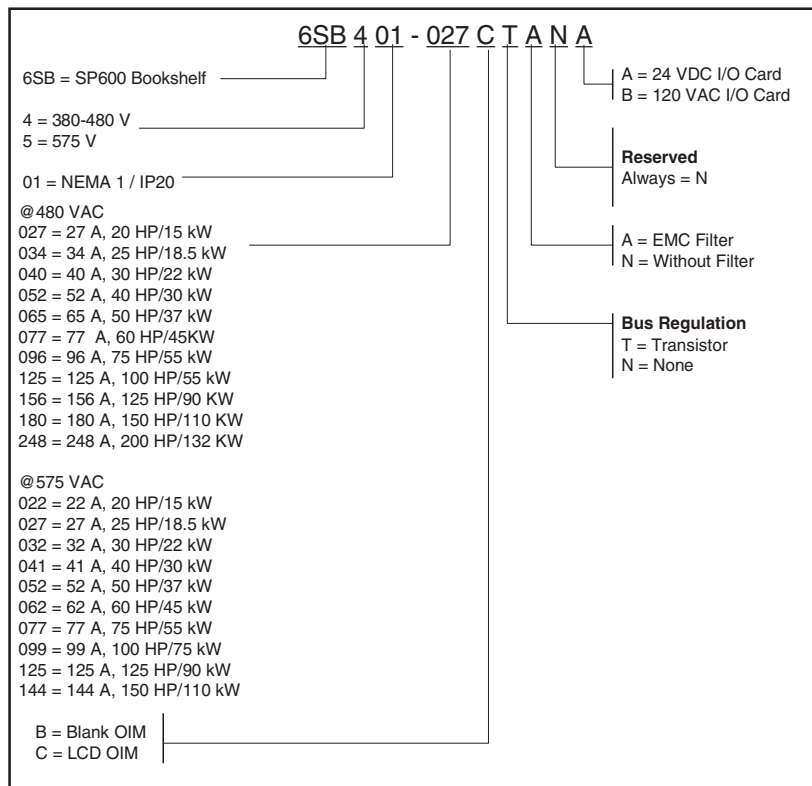 6SB 4 01 - 027 C T A N A
6SB = SP600 Bookshelf
4 = 380-480 V
5 = 575 V
01 = NEMA 1 / IP20
@480 VAC
027 = 27 A, 20 HP/15 kW
034 = 34 A, 25 HP/18.5 kW
040 = 40 A, 30 HP/22 kW
052 = 52 A, 40 HP/30 kW
065 = 65 A, 50 HP/37 kW
077 = 77 A, 60 HP/45KW
096 = 96 A, 75 HP/55 kW
125 = 125 A, 100 HP/55 kW
156 = 156 A, 125 HP/90 KW
180 = 180 A, 150 HP/110 KW
248 = 248 A, 200 HP/132 KW
@575 VAC
022 = 22 A, 20 HP/15 kW
027 = 27 A, 25 HP/18.5 kW
032 = 32 A, 30 HP/22 kW
041 = 41 A, 40 HP/30 kW
052 = 52 A, 50 HP/37 kW
062 = 62 A, 60 HP/45 kW
077 = 77 A, 75 HP/55 kW
099 = 99 A, 100 HP/75 kW
125 = 125 A, 125 HP/90 kW
144 = 144 A, 150 HP/110 kW
B = Blank OIM
C = LCD OIM
A = 24 VDC I/O Card
B = 120 VAC I/O Card
Reserved
Always = N
A = EMC Filter
N = Without Filter
Bus Regulation
T = Transistor
N = None